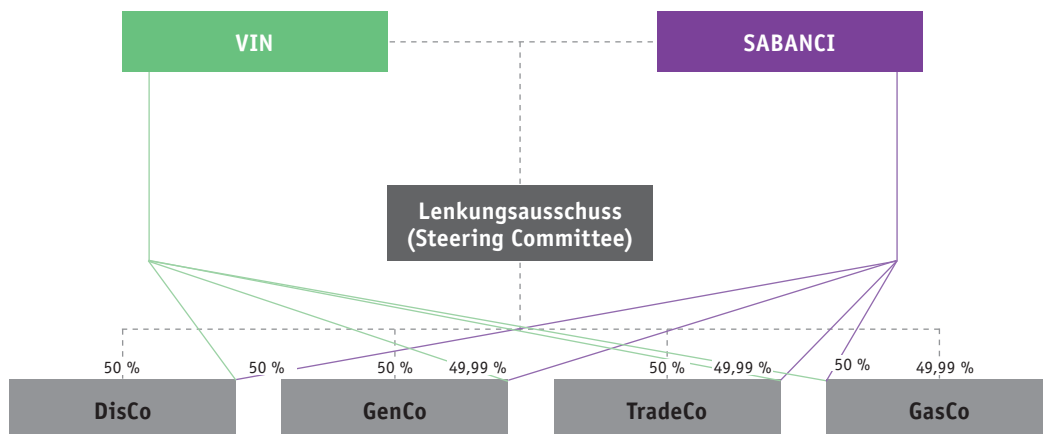 VIN
SABANCI
Lenkungsausschuss
(Steering Committee)
50 % 50 % 50 % 49,99 % 50 % 49,99 % 50 % 49,99 %
DisCo
GenCo
TradeCo
GasCo